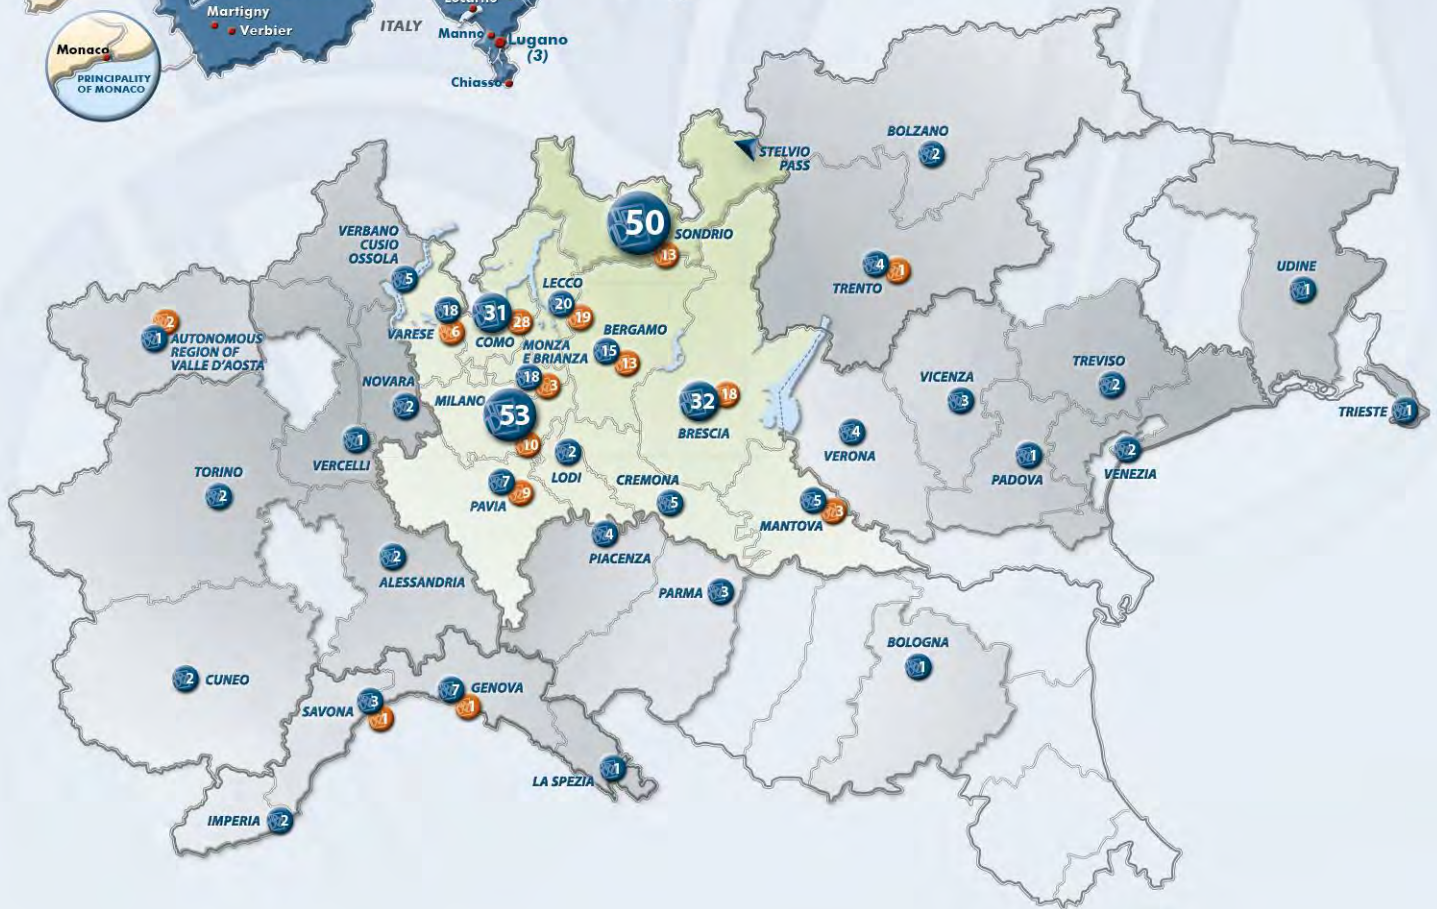 Martigny
Verbier
ITALY
Manno
Lugano
(3)
Chiasso
Monaco
PRINCIPALITY
OF MONACO
BOLZANO
2
STELVIO
PASS
50
SONDRIO
13
VERBANO
CUSIO
OSSOLA
5
4
1
TRENTO
UDINE
1
LECCO
20
19
18
VARESE
6
31
28
COMO
2
1
AUTONOMOUS
REGION OF
VALLE D'AOSTA
MONZA
E BRIANZA
18
3
BERGAMO
15
13
NOVARA
2
MILANO
53
10
32
18
BRESCIA
VICENZA
3
TREVISO
2
TRIESTE
1
4
VERONA
1
VERCELLI
2
LODI
1
PADOVA
2
VENEZIA
TORINO
2
7
9
PAVIA
CREMONA
5
5
3
MANTOVA
4
PIACENZA
2
ALESSANDRIA
PARMA
3
BOLOGNA
1
2
CUNEO
SAVONA
3
1
7
GENOVA
1
LA SPEZIA
1
IMPERIA
2